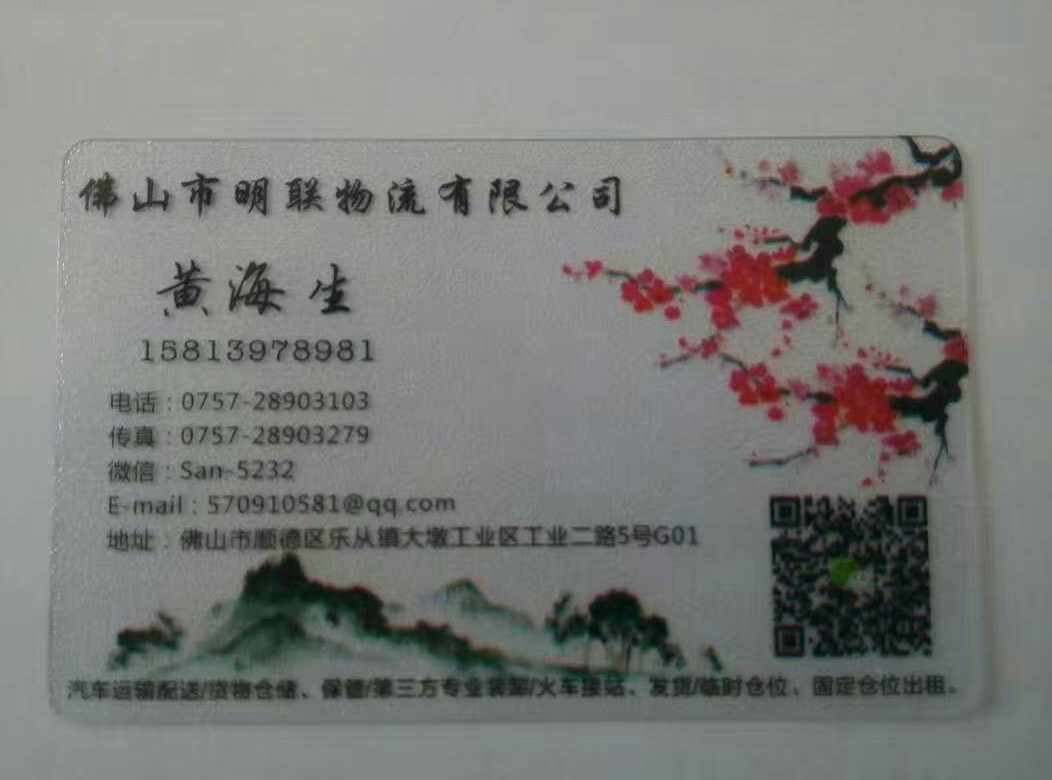 佛山市明联物流有限公司
黄海生
15813978981
电话：0757-28903103
传真：0757-28903279
微信：San-5232
E-mail：570910581@qq.com
地址：佛山市顺德区乐从镇大墩工业区工业二路5号G01
汽车运输配送/货物仓储、保管/第三方专业装卸/火车接站、发货/临时仓位、固定仓位出租。